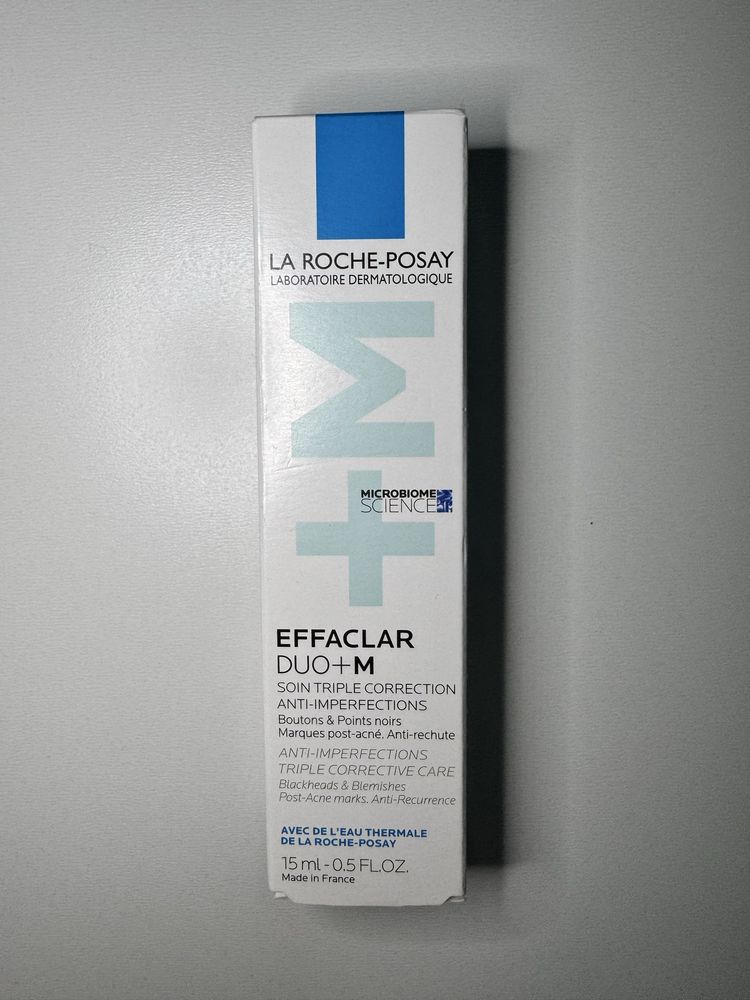 LA ROCHE-POSAY
LABORATOIRE DERMATOLOGIQUE
+M
MICROBIOME
SCIENCE
EFFACLAR
DUO+M
SOIN TRIPLE CORRECTION
ANTI-IMPERFECTIONS
Boutons & Points noirs
Marques post-acné. Anti-rechute
ANTI-IMPERFECTIONS
TRIPLE CORRECTIVE CARE
Blackheads & Blemishes
Post-Acne marks. Anti-Recurrence
AVEC DE L'EAU THERMALE
DE LA ROCHE-POSAY
15 ml - 0.5 FL.OZ.
Made in France